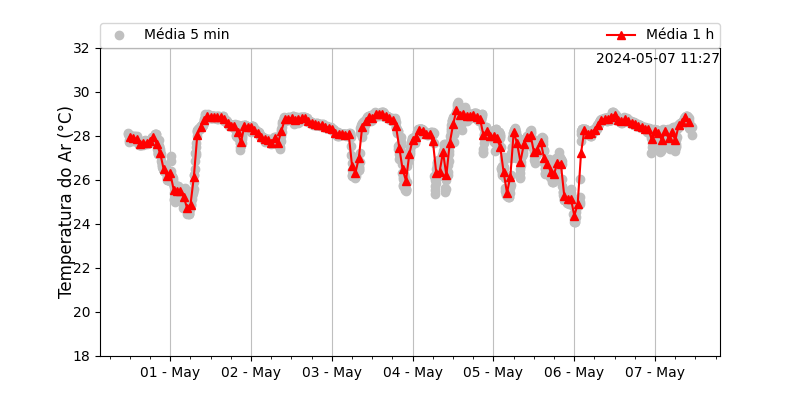 Média 5 min
Média 1 h
2024-05-07 11:27
Temperatura do Ar (°C)
32
30
28
26
24
22
20
18
01 - May
02 - May
03 - May
04 - May
05 - May
06 - May
07 - May